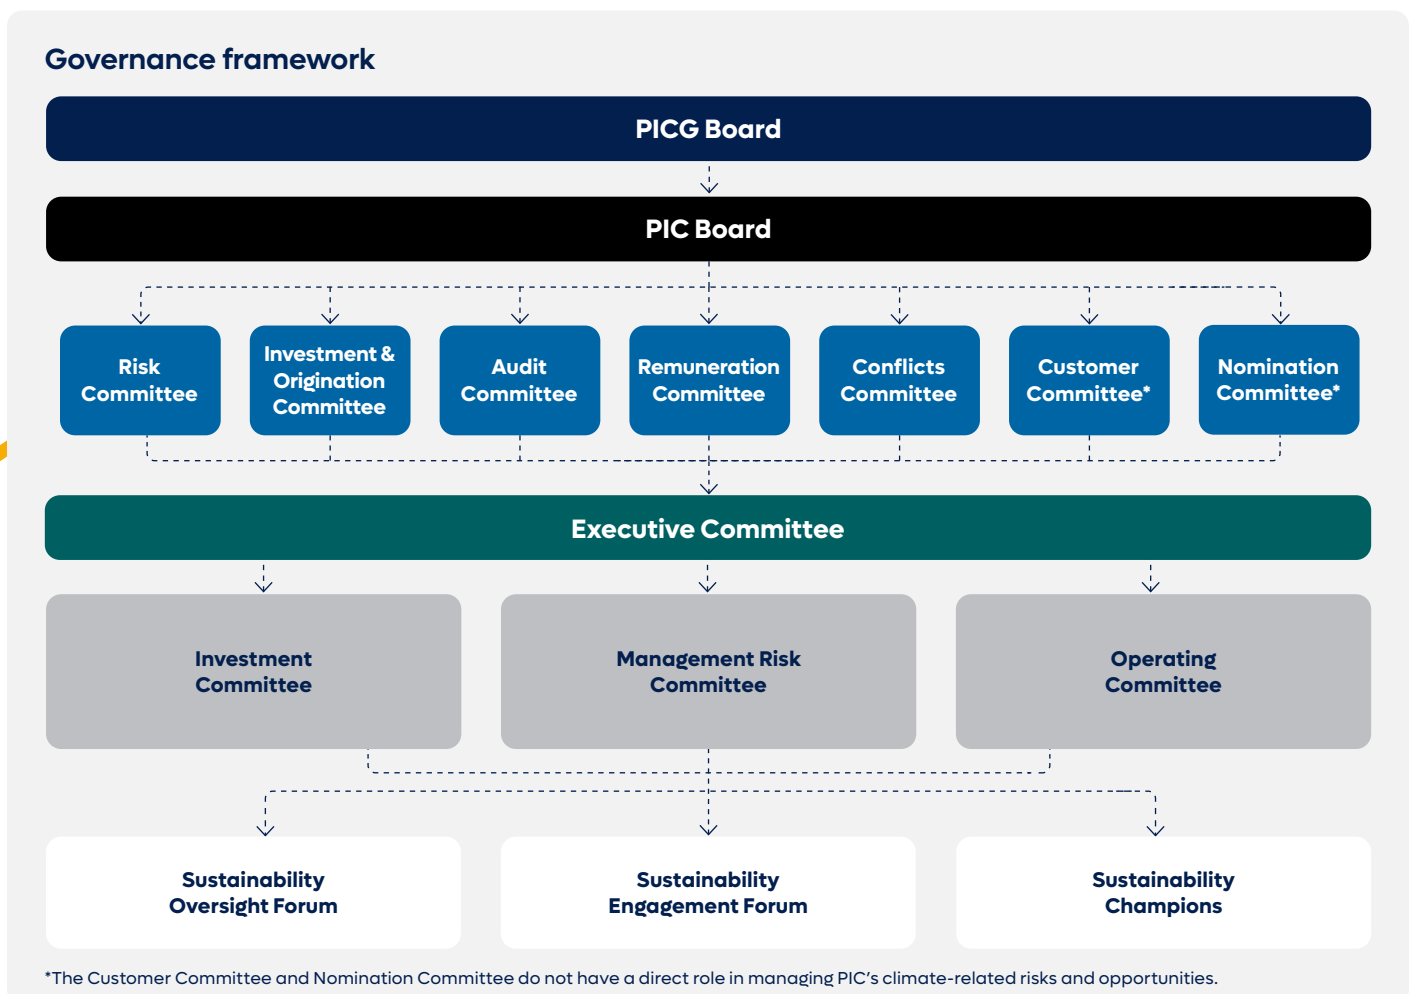 Governance framework
PICG Board
PIC Board
Risk
Committee
Investment &
Origination
Committee
Audit
Committee
Remuneration
Committee
Conflicts
Committee
Customer
Committee*
Nomination
Committee*
Executive Committee
Investment
Committee
Management Risk
Committee
Operating
Committee
Sustainability
Oversight Forum
Sustainability
Engagement Forum
Sustainability
Champions
*The Customer Committee and Nomination Committee do not have a direct role in managing PIC’s climate-related risks and opportunities.